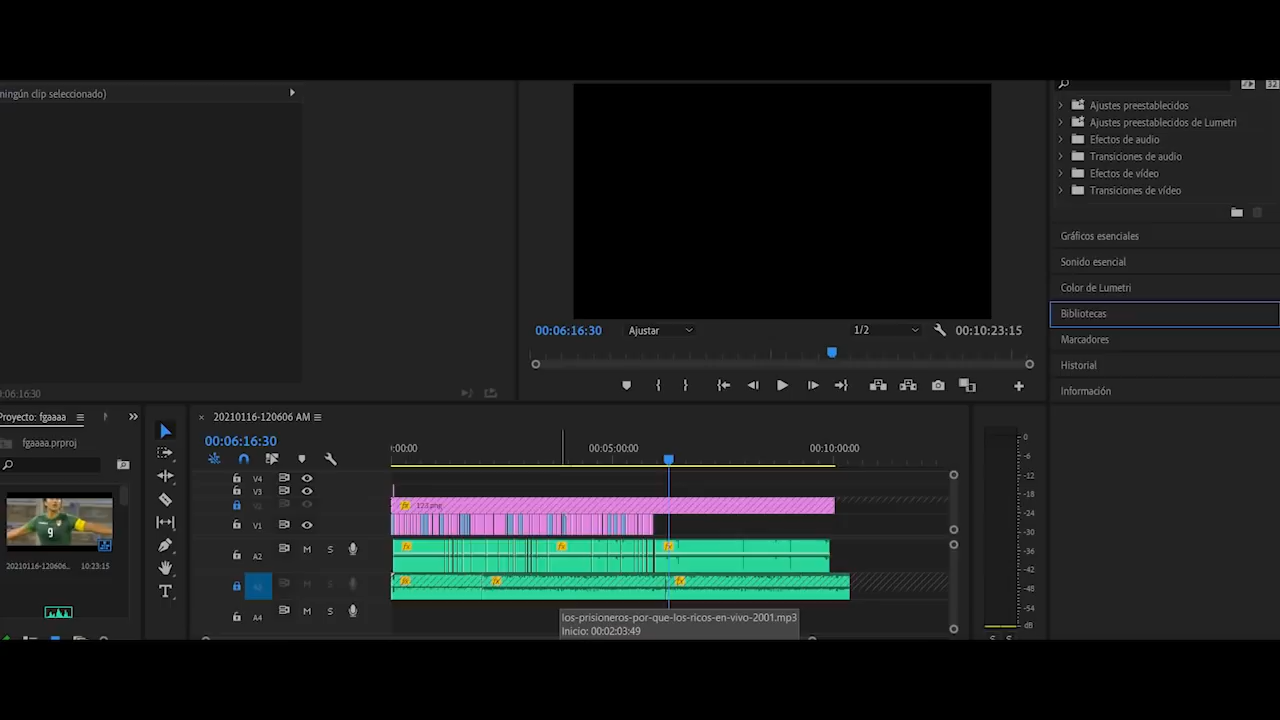 ningún clip seleccionado)
Ajustes preestablecidos
Ajustes preestablecidos de Lumetri
Efectos de audio
Transiciones de audio
Efectos de vídeo
Transiciones de vídeo
Gráficos esenciales
Sonido esencial
Color de Lumetri
Bibliotecas
Marcadores
Historial
Información
00:06:16:30 Ajustar 1/2 00:10:23:15
0:06:16:30
Proyecto: fgaaaa
fgaaaa.prproj
20210116-120606... 10:23:15
20210116-120606 AM
00:06:16:30
:00:00 00:05:00:00 00:10:00:00
V4
V3
123.png
V1
A2 M S
M S
A4 M S
los-prisioneros-por-que-los-ricos-en-vivo-2001.mp3
Inicio: 00:02:03:49
0
-6
-12
-18
-24
-30
-36
-42
-48
-54
dB
S S
9